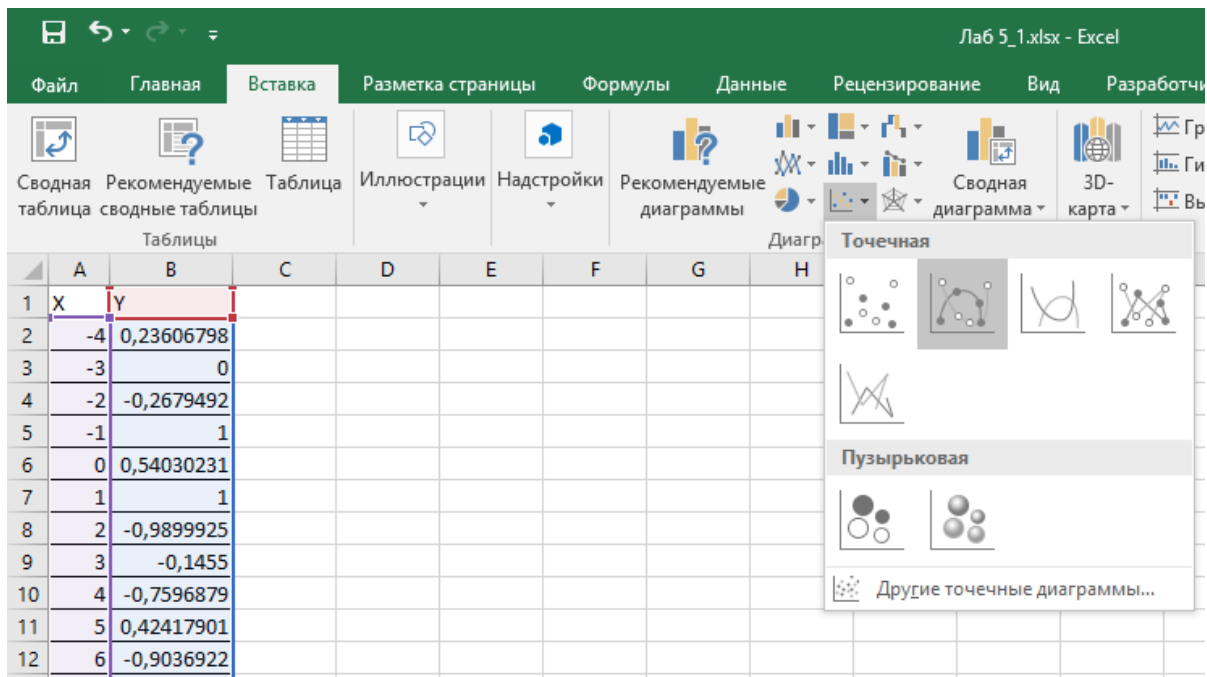 Лаб 5_1.xlsx - Excel
Файл Главная Вставка Разметка страницы Формулы Данные Рецензирование Вид
Сводная таблица
Рекомендуемые сводные таблицы
Таблица
Иллюстрации
Надстройки
Рекомендуемые диаграммы
Сводная диаграмма
3D-карта
Таблицы
Точечная
A B C D E F G H
1 X Y
2 -4 0,23606798
3 -3 0
4 -2 -0,2679492
5 -1 1
6 0 0,54030231
7 1 1
8 2 -0,9899925
9 3 -0,1455
10 4 -0,7596879
11 5 0,42417901
12 6 -0,9036922
Пузырьковая
Другие точечные диаграммы...